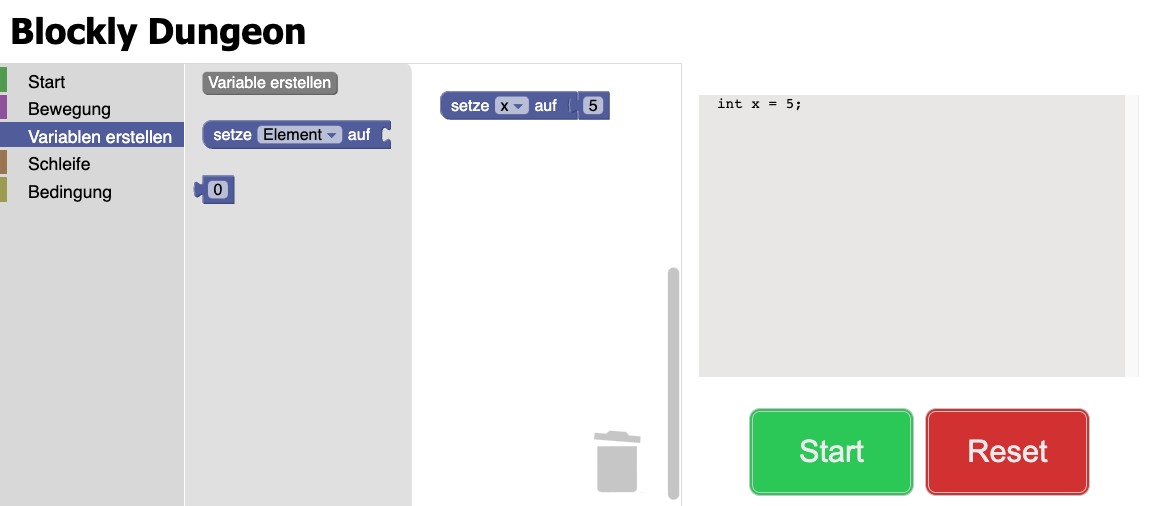 Blockly Dungeon
Start
Bewegung
Variablen erstellen
Schleife
Bedingung
Variable erstellen
setze Element auf
0
setze x auf 5
int x = 5;
Start
Reset